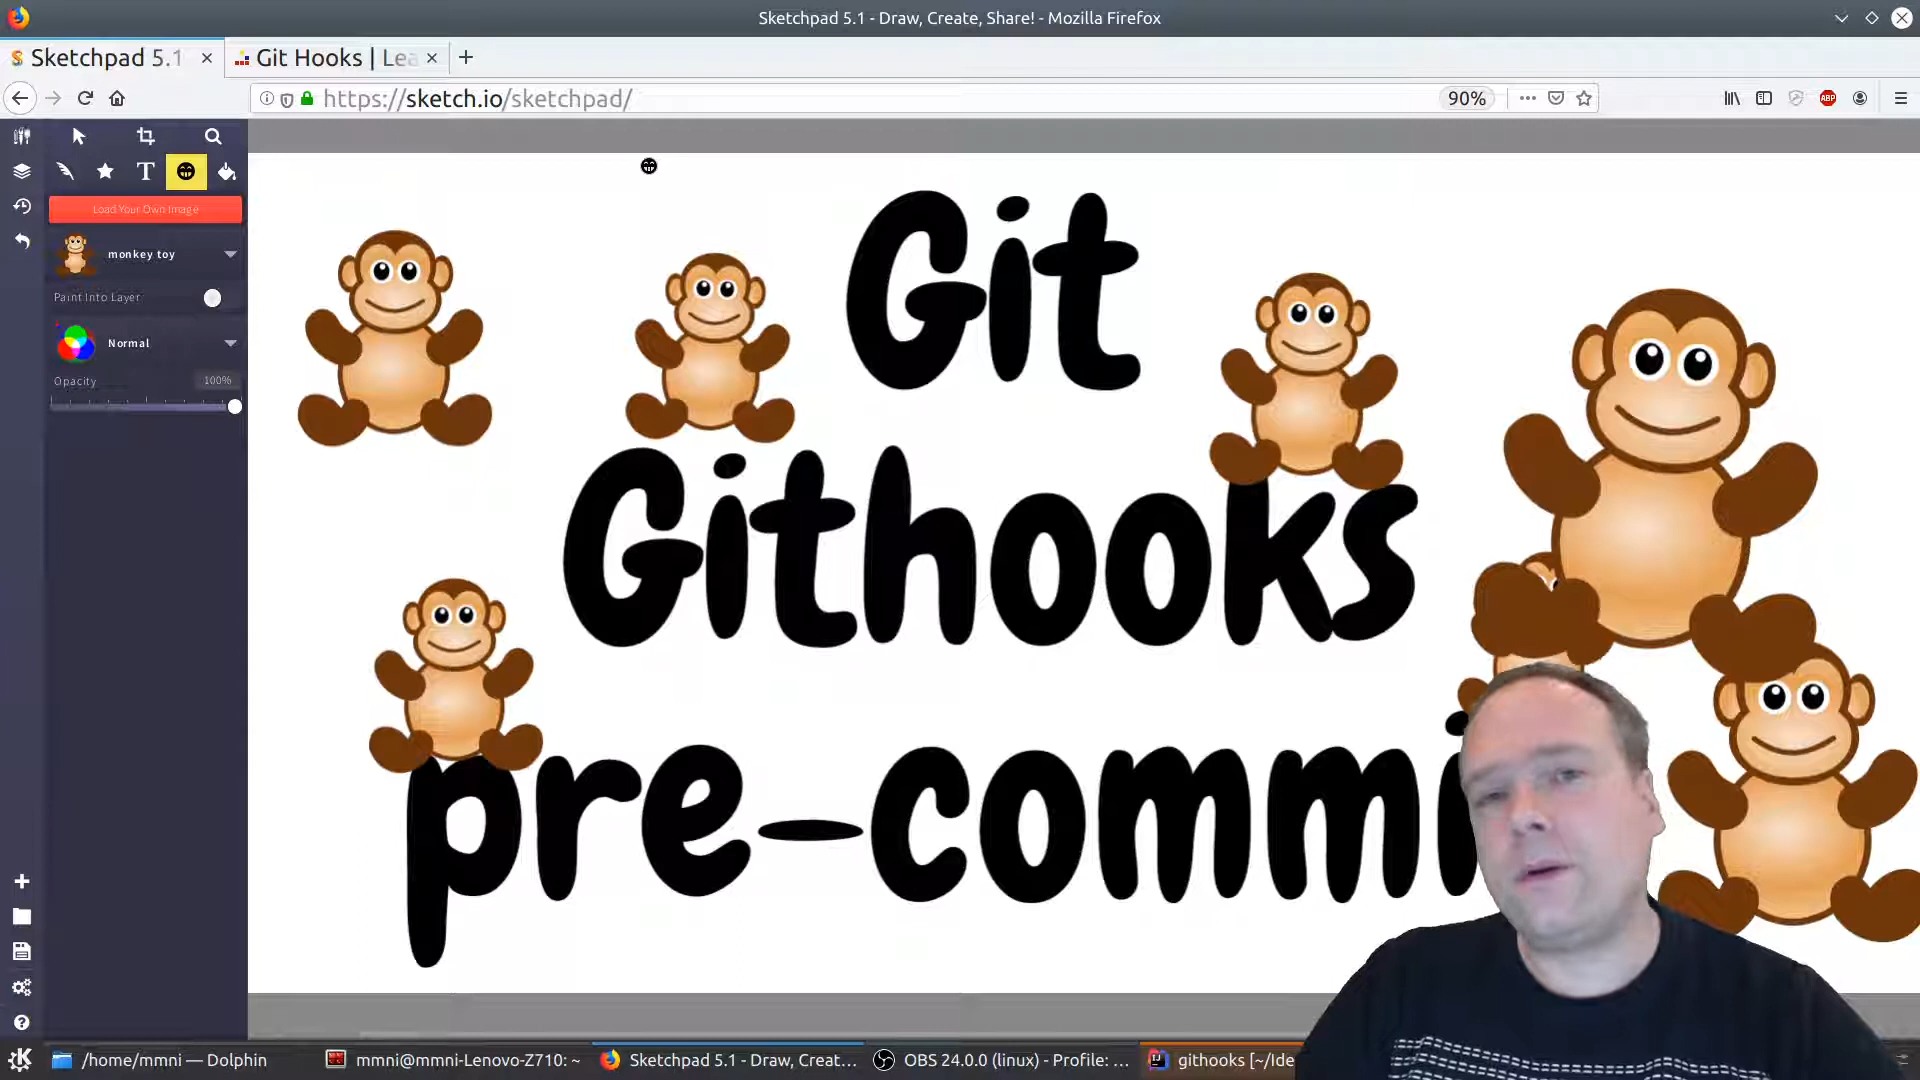 Sketchpad 5.1 - Draw, Create, Share! - Mozilla Firefox
Sketchpad 5.1
Git Hooks | Lea
https://sketch.io/sketchpad/
90%
ABP
T
Load Your Own Image
monkey toy
Paint Into Layer
Normal
Opacity
100%
Git
Githooks
pre-commi
/home/mmni — Dolphin
mmni@mmni-Lenovo-Z710: ~
Sketchpad 5.1 - Draw, Creat...
OBS 24.0.0 (linux) - Profile: ...
githooks [~/Ide